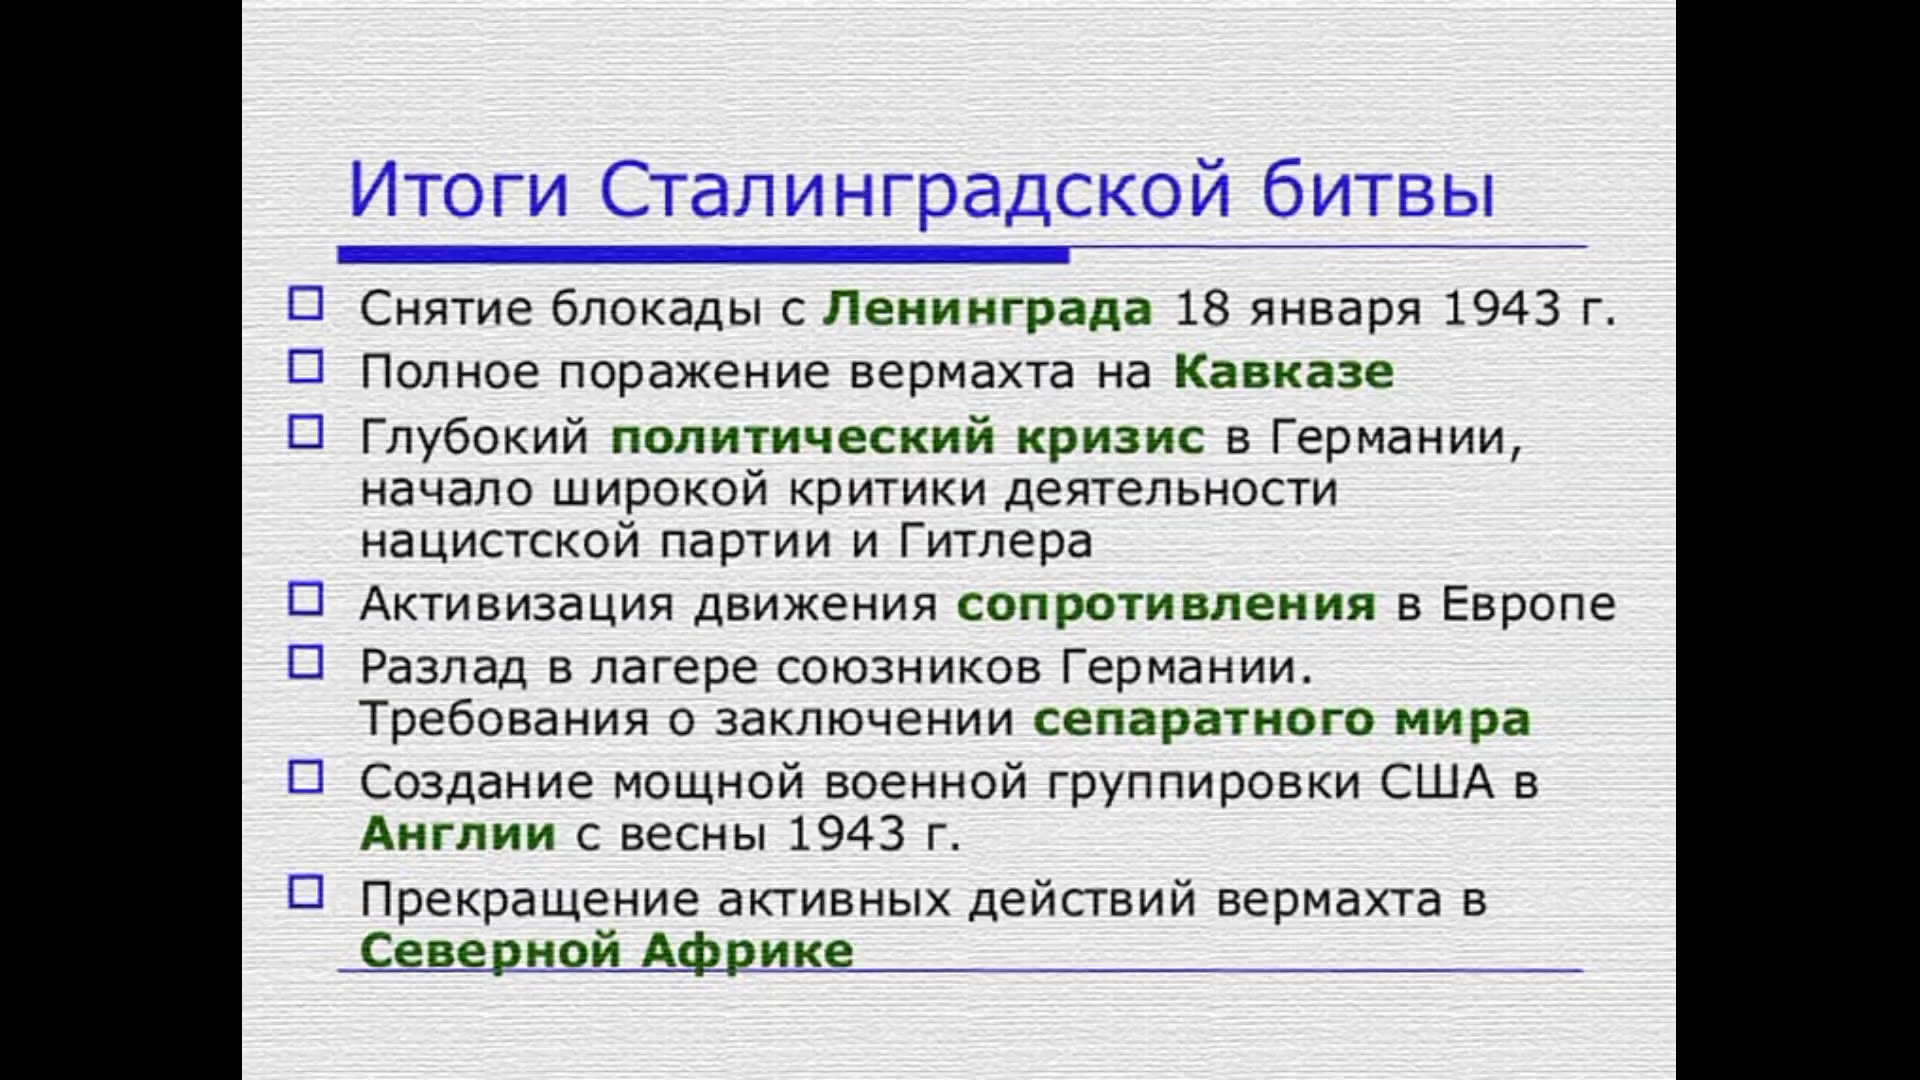 Итоги Сталинградской битвы
Снятие блокады с Ленинграда 18 января 1943 г.
Полное поражение вермахта на Кавказе
Глубокий политический кризис в Германии,
начало широкой критики деятельности
нацистской партии и Гитлера
Активизация движения сопротивления в Европе
Разлад в лагере союзников Германии.
Требования о заключении сепаратного мира
Создание мощной военной группировки США в
Англии с весны 1943 г.
Прекращение активных действий вермахта в
Северной Африке